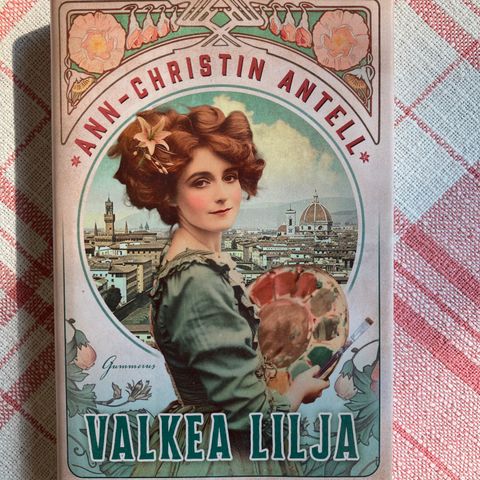 *ANN-CHRISTIN ANTELL*
Gummerus
VALKEA LILJA